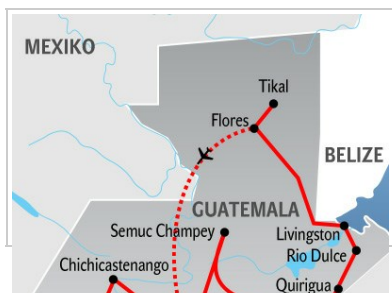 MEXIKO
Tikal
Flores
BELIZE
GUATEMALA
Semuc Champey
Livingston
Rio Dulce
Chichicastenango
Quirigua